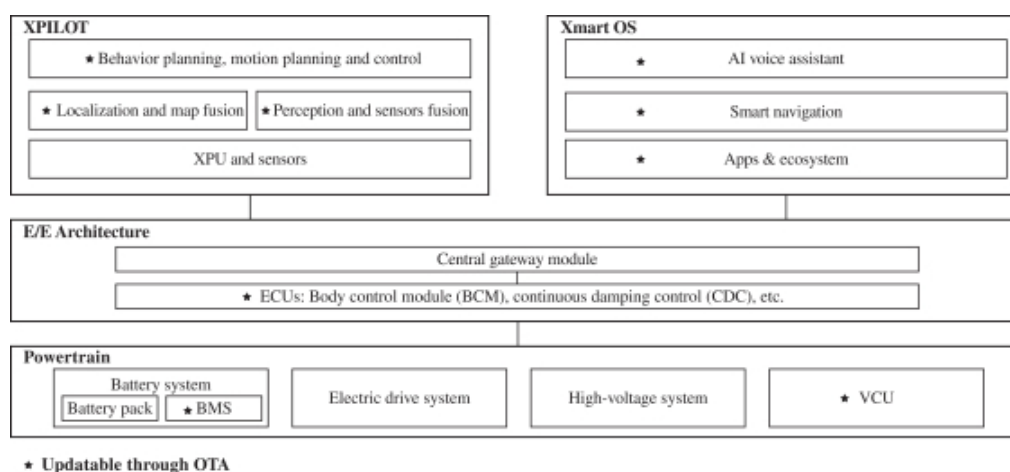 XPILOT
★ Behavior planning, motion planning and control
★ Localization and map fusion
★ Perception and sensors fusion
XPU and sensors
Xmart OS
★ AI voice assistant
★ Smart navigation
★ Apps & ecosystem
E/E Architecture
Central gateway module
★ ECUs: Body control module (BCM), continuous damping control (CDC), etc.
Powertrain
Battery system
Battery pack
★ BMS
Electric drive system
High-voltage system
★ VCU
★ Updatable through OTA